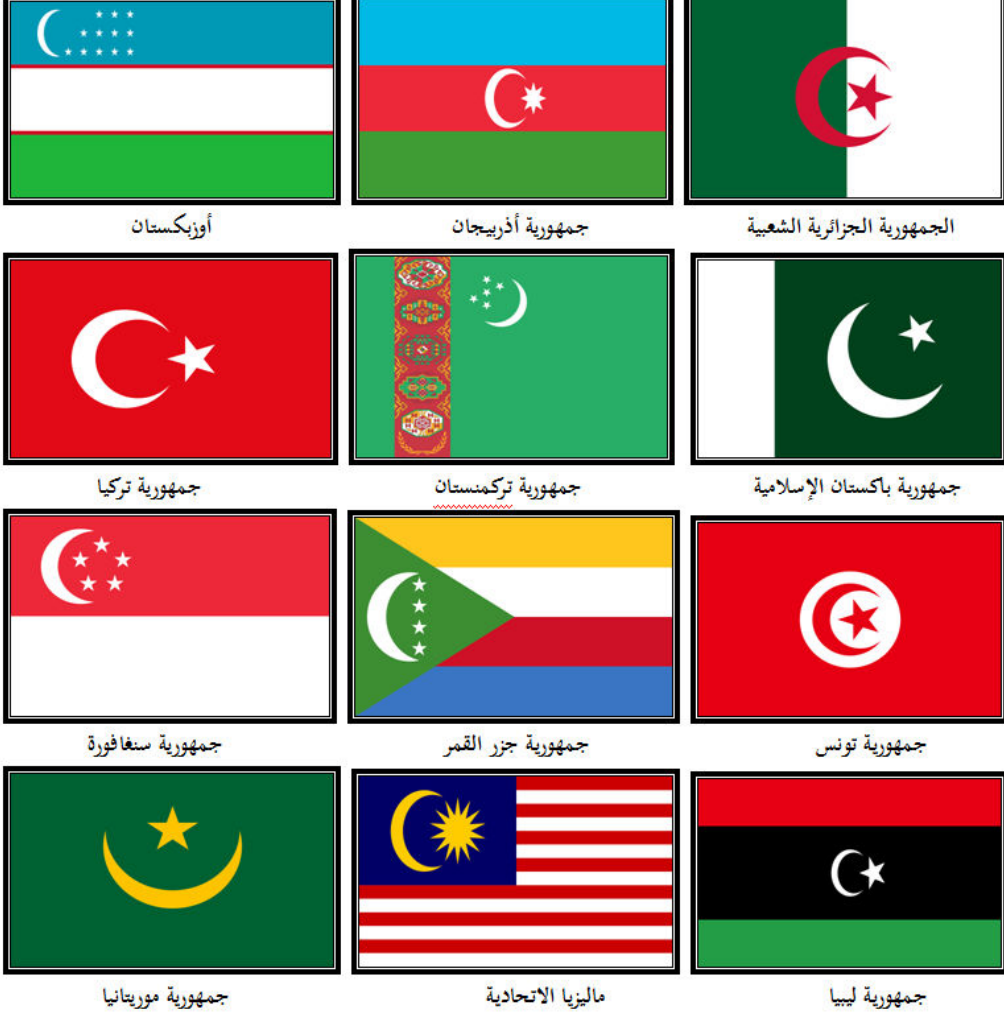 الجمهورية الجزائرية الشعبية
جمهورية أذربيجان
أوزبكستان
جمهورية باكستان الإسلامية
جمهورية تركمنستان
جمهورية تركيا
جمهورية تونس
جمهورية جزر القمر
جمهورية سنغافورة
جمهورية ليبيا
ماليزيا الاتحادية
جمهورية موريتانيا